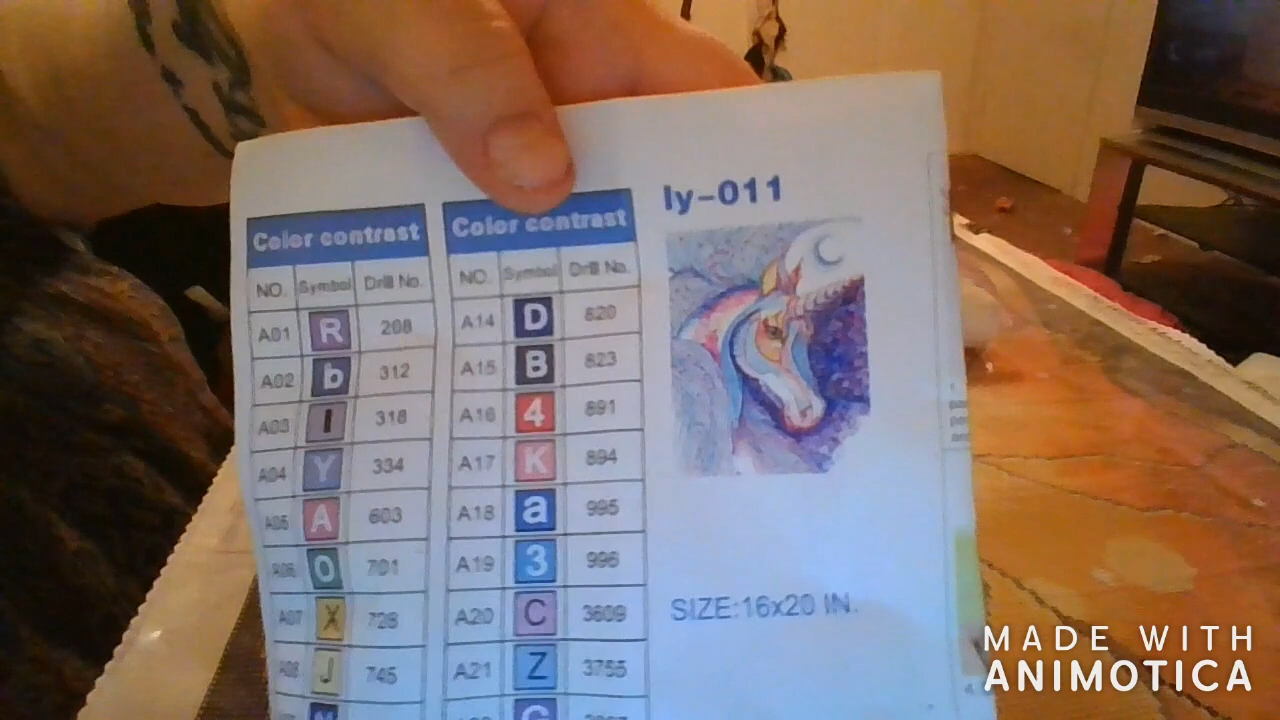 ly-011
Color contrast
NO. Symbol Drill No.
A01 R 208
A02 b 312
A03 I 318
A04 Y 334
A05 A 603
A06 O 701
A07 X 728
A08 J 745
Color contrast
NO. Symbol Drill No.
A14 D 820
A15 B 823
A16 4 891
A17 K 894
A18 a 995
A19 3 996
A20 C 3609
A21 Z 3755
G
SIZE:16x20 IN.
MADE WITH
ANIMOTICA